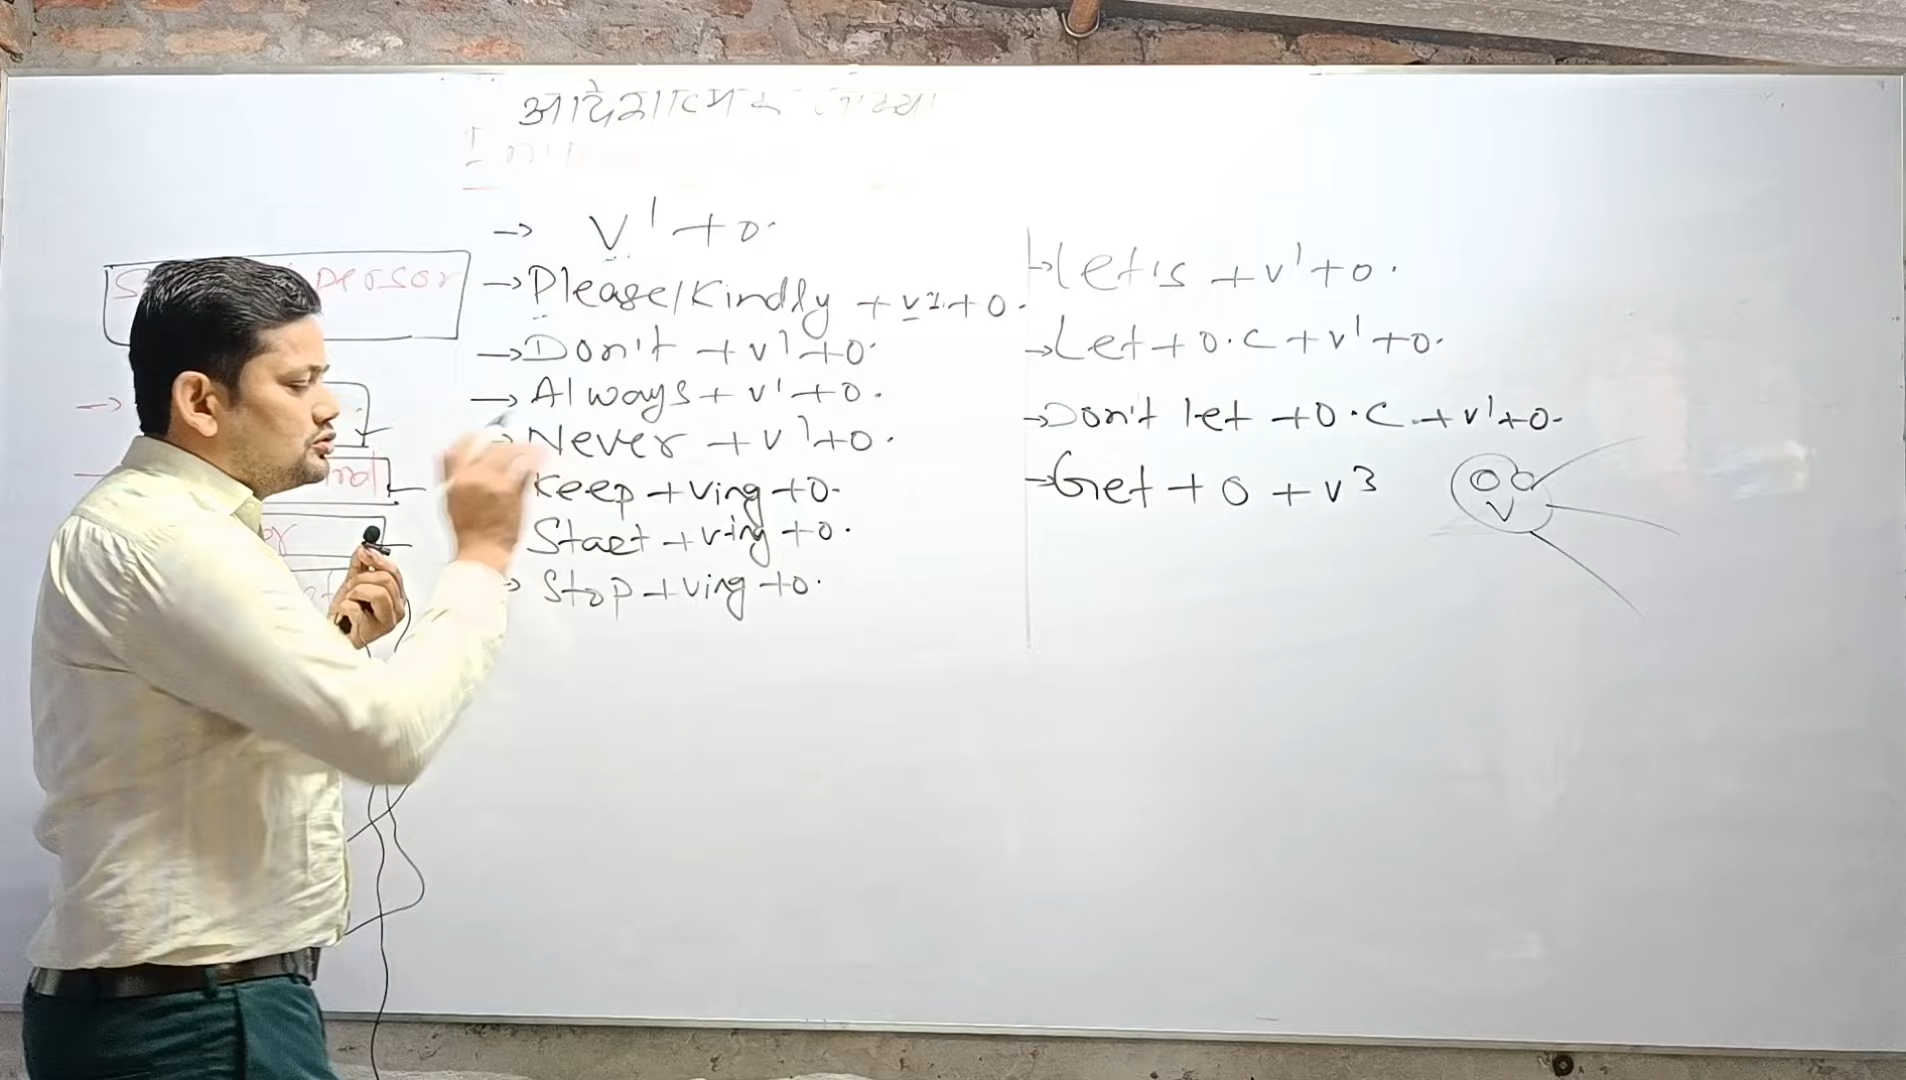 आदेशात्मक
→ V¹ + O.
→ Please/Kindly + V1 + O.
→ Don't + V¹ + O.
→ Always + V¹ + O.
→ Never + V¹ + O.
Keep + Ving + O.
Start + Ving + O.
→ Stop + Ving + O.
→ Let's + V¹ + O.
→ Let + O.C + V¹ + O.
→ Don't let + O.C. + V¹ + O.
→ Get + O + V³